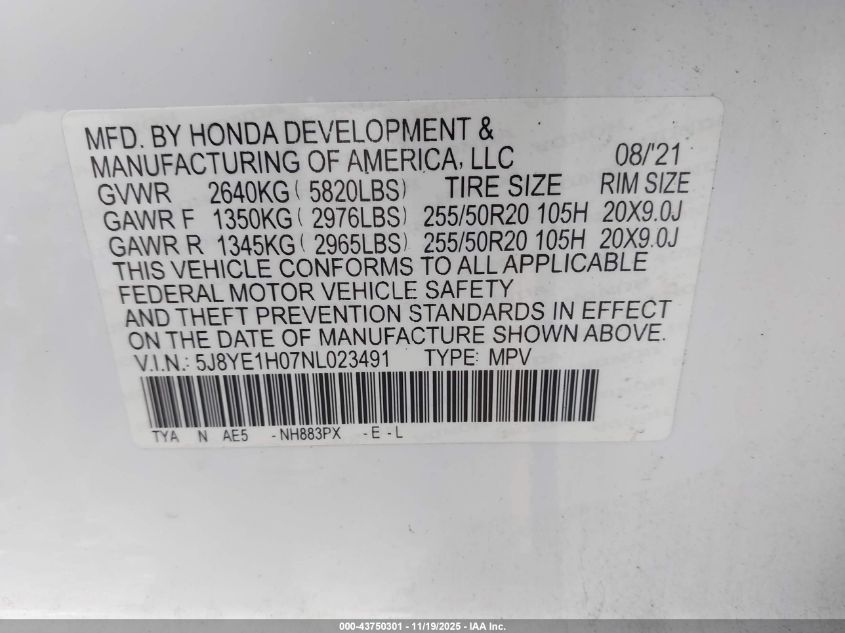 MFD. BY HONDA DEVELOPMENT &
MANUFACTURING OF AMERICA, LLC 08/'21
GVWR 2640KG ( 5820LBS) TIRE SIZE RIM SIZE
GAWR F 1350KG ( 2976LBS) 255/50R20 105H 20X9.0J
GAWR R 1345KG ( 2965LBS) 255/50R20 105H 20X9.0J
THIS VEHICLE CONFORMS TO ALL APPLICABLE
FEDERAL MOTOR VEHICLE SAFETY
AND THEFT PREVENTION STANDARDS IN EFFECT
ON THE DATE OF MANUFACTURE SHOWN ABOVE.
V.I.N.: 5J8YE1H07NL023491 TYPE: MPV
TYA N AE5 -NH883PX -E-L
000-43750301 - 11/19/2025 - IAA Inc.